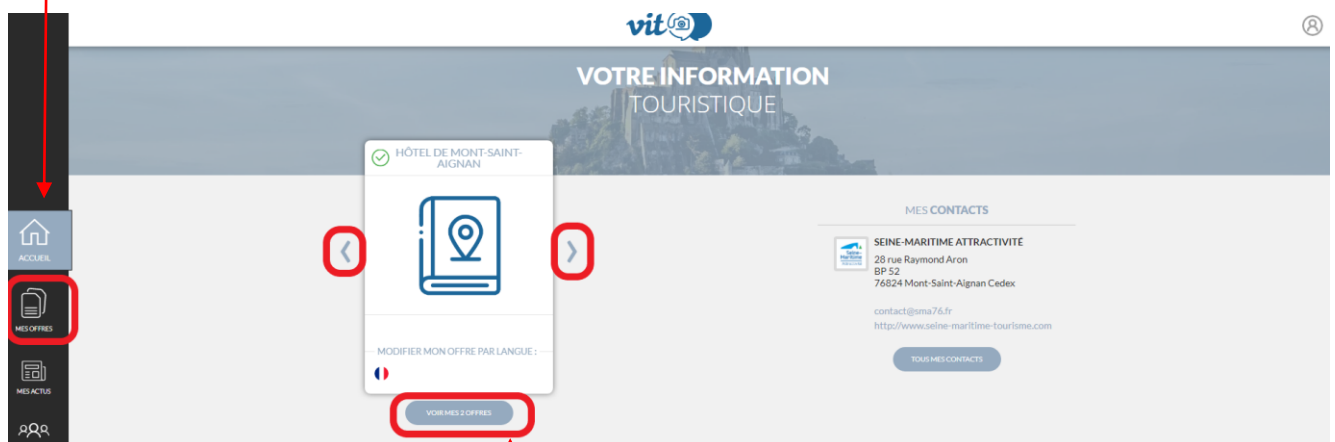 vit
VOTRE INFORMATION
TOURISTIQUE
HÔTEL DE MONT-SAINT-
AIGNAN
MODIFIER MON OFFRE PAR LANGUE :
VOIR MES 2 OFFRES
ACCUEIL
MES OFFRES
MES ACTUS
MES CONTACTS
SEINE-MARITIME ATTRACTIVITÉ
28 rue Raymond Aron
BP 52
76824 Mont-Saint-Aignan Cedex
contact@sma76.fr
http://www.seine-maritime-tourisme.com
TOUS MES CONTACTS